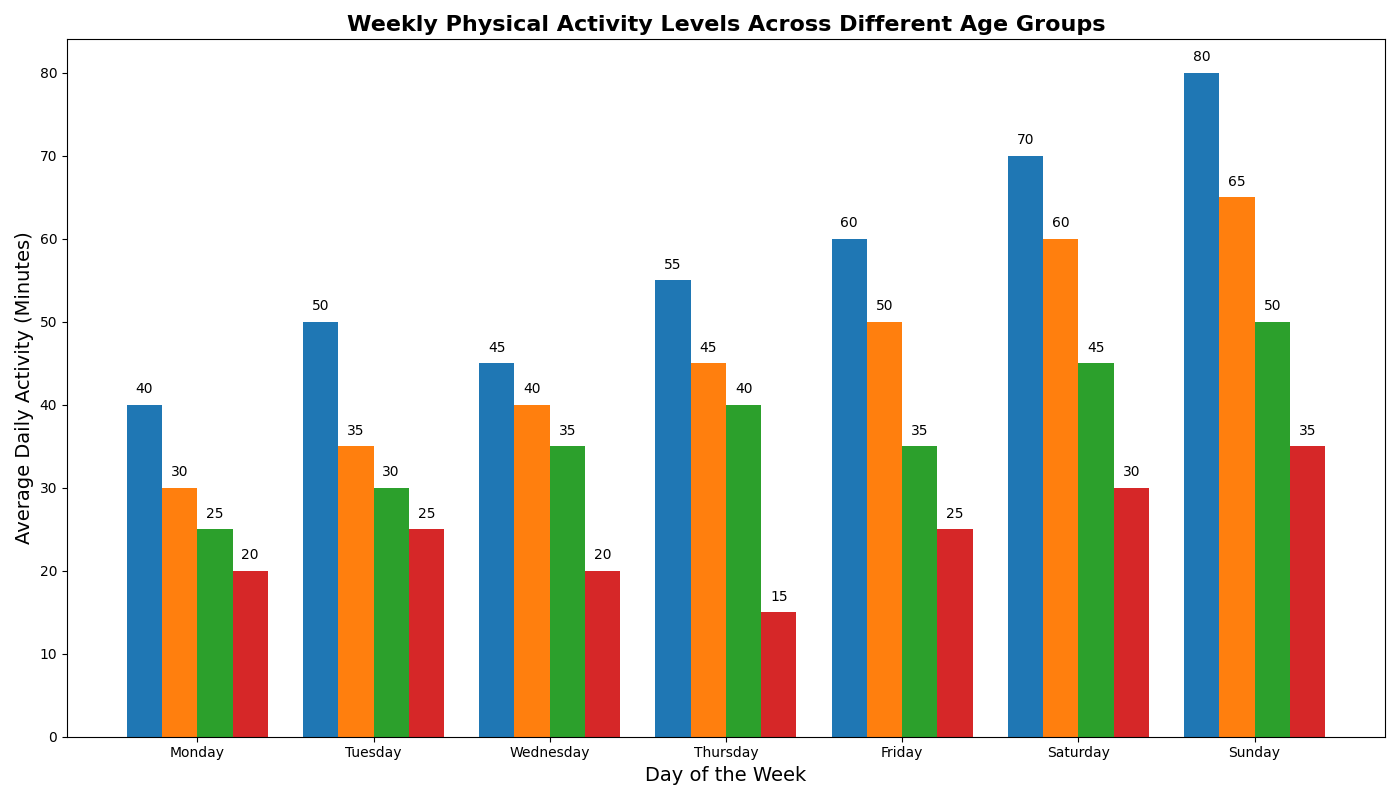 Weekly Physical Activity Levels Across Different Age Groups
Average Daily Activity (Minutes)
80
70
60
50
40
30
20
10
0
40 30 25 20
50 35 30 25
45 40 35 20
55 45 40 15
60 50 35 25
70 60 45 30
80 65 50 35
Monday Tuesday Wednesday Thursday Friday Saturday Sunday
Day of the Week